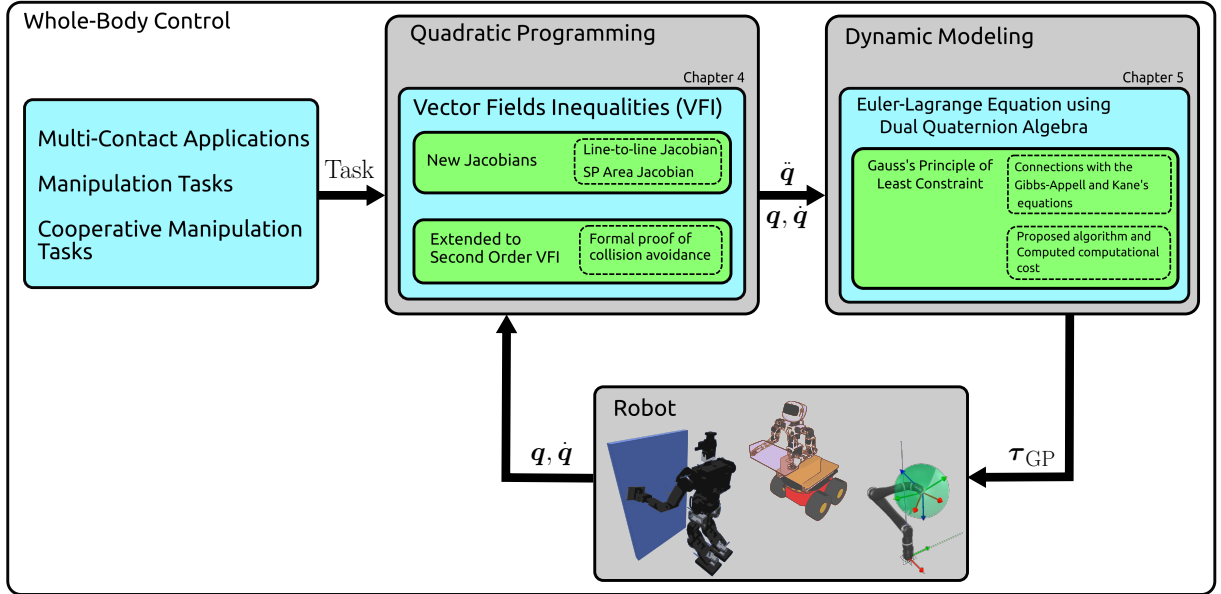 Whole-Body Control
Multi-Contact Applications
Manipulation Tasks
Cooperative Manipulation
Tasks
Task
Quadratic Programming
Chapter 4
Vector Fields Inequalities (VFI)
New Jacobians
Line-to-line Jacobian
SP Area Jacobian
Extended to
Second Order VFI
Formal proof of
collision avoidance
q̈
q, q̇
Dynamic Modeling
Chapter 5
Euler-Lagrange Equation using
Dual Quaternion Algebra
Gauss's Principle of
Least Constraint
Connections with the
Gibbs-Appell and Kane's
equations
Proposed algorithm and
Computed computational
cost
τGP
Robot
q, q̇